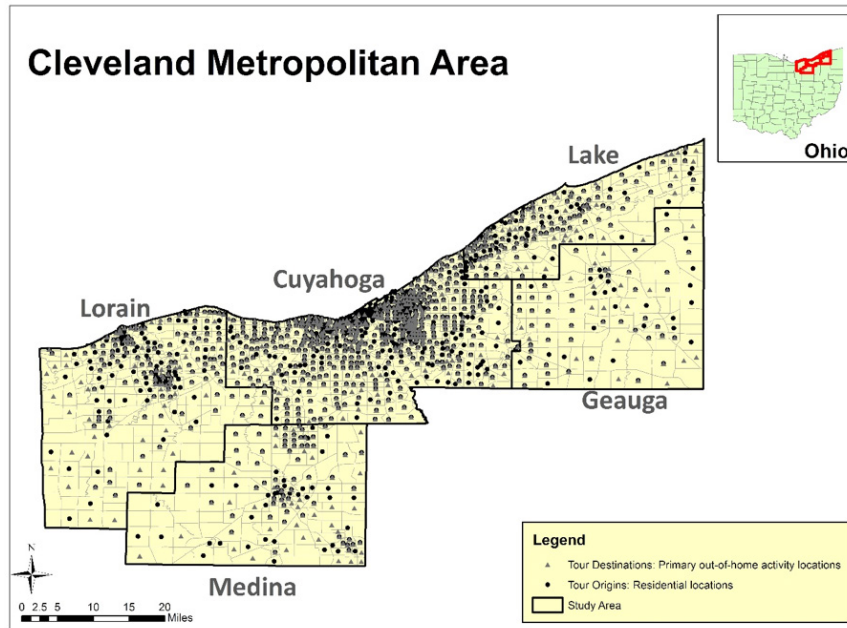 Cleveland Metropolitan Area
Ohio
Lake
Cuyahoga
Lorain
Geauga
Medina
N
0 2.5 5 10 15 20
Miles
Legend
Tour Destinations: Primary out-of-home activity locations
Tour Origins: Residential locations
Study Area